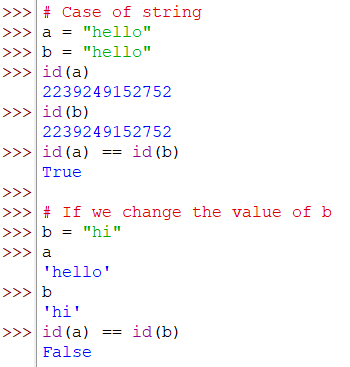 >>> # Case of string
>>> a = "hello"
>>> b = "hello"
>>> id(a)
2239249152752
>>> id(b)
2239249152752
>>> id(a) == id(b)
True
>>>
>>> # If we change the value of b
>>> b = "hi"
>>> a
'hello'
>>> b
'hi'
>>> id(a) == id(b)
False